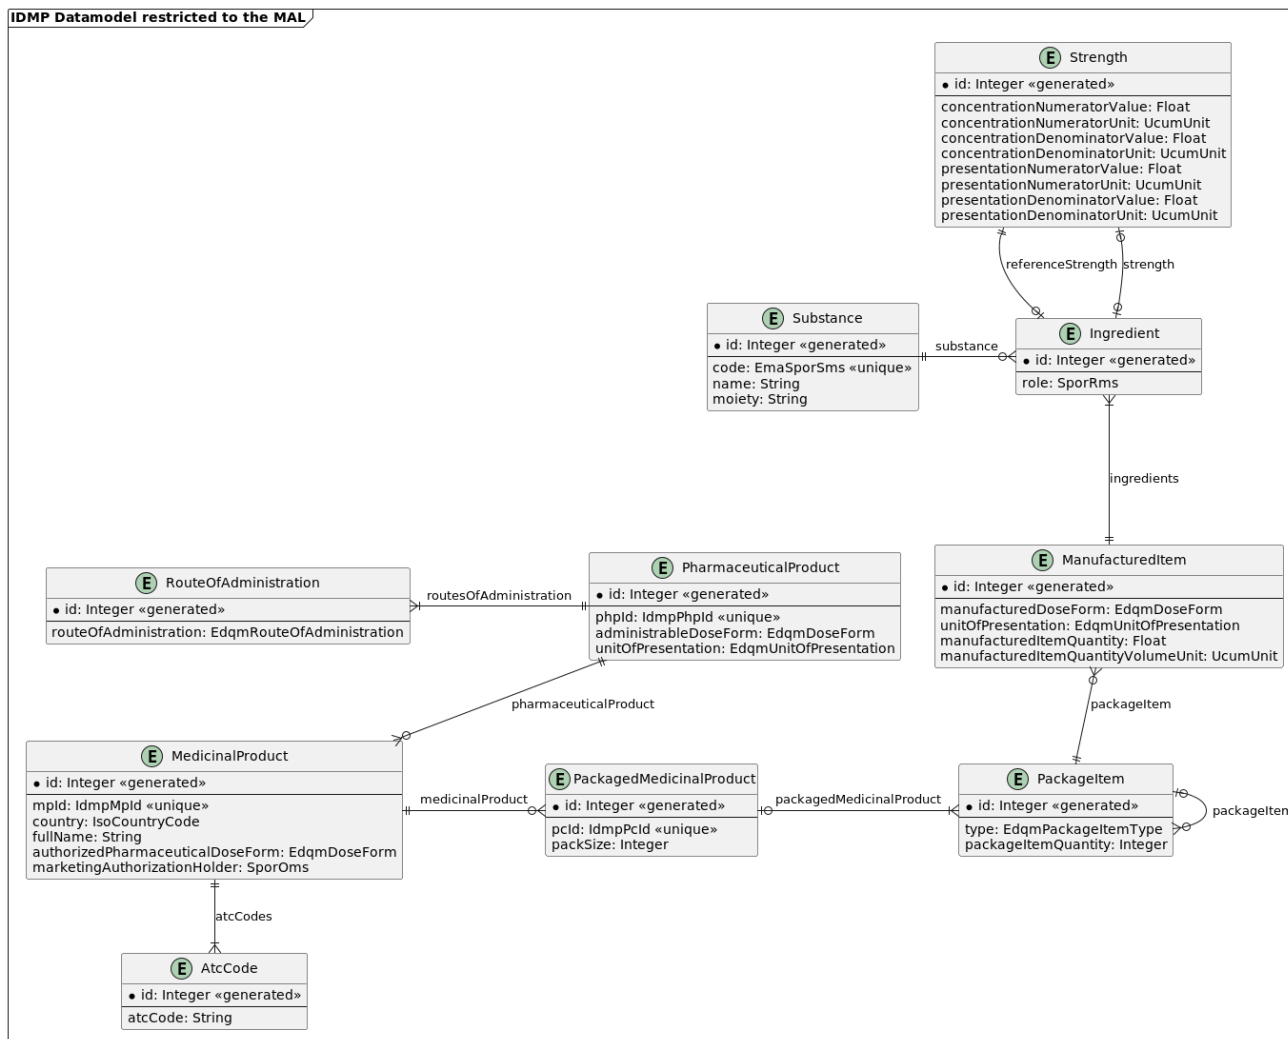 IDMP Datamodel restricted to the MAL
E Strength
id: Integer «generated»
concentrationNumeratorValue: Float
concentrationNumeratorUnit: UcumUnit
concentrationDenominatorValue: Float
concentrationDenominatorUnit: UcumUnit
presentationNumeratorValue: Float
presentationNumeratorUnit: UcumUnit
presentationDenominatorValue: Float
presentationDenominatorUnit: UcumUnit
referenceStrength
strength
E Substance
id: Integer «generated»
code: EmaSporSms «unique»
name: String
moiety: String
substance
E Ingredient
id: Integer «generated»
role: SporRms
ingredients
E RouteOfAdministration
id: Integer «generated»
routeOfAdministration: EdqmRouteOfAdministration
routesOfAdministration
E PharmaceuticalProduct
id: Integer «generated»
phpId: IdmpPhpId «unique»
administrableDoseForm: EdqmDoseForm
unitOfPresentation: EdqmUnitOfPresentation
E ManufacturedItem
id: Integer «generated»
manufacturedDoseForm: EdqmDoseForm
unitOfPresentation: EdqmUnitOfPresentation
manufacturedItemQuantity: Float
manufacturedItemQuantityVolumeUnit: UcumUnit
pharmaceuticalProduct
packageItem
E MedicinalProduct
id: Integer «generated»
mpId: IdmpMpId «unique»
country: IsoCountryCode
fullName: String
authorizedPharmaceuticalDoseForm: EdqmDoseForm
marketingAuthorizationHolder: SporOms
medicinalProduct
E PackagedMedicinalProduct
id: Integer «generated»
pcId: IdmpPcId «unique»
packSize: Integer
packagedMedicinalProduct
E PackageItem
id: Integer «generated»
type: EdqmPackageItemType
packageItemQuantity: Integer
packageItem
atcCodes
E AtcCode
id: Integer «generated»
atcCode: String